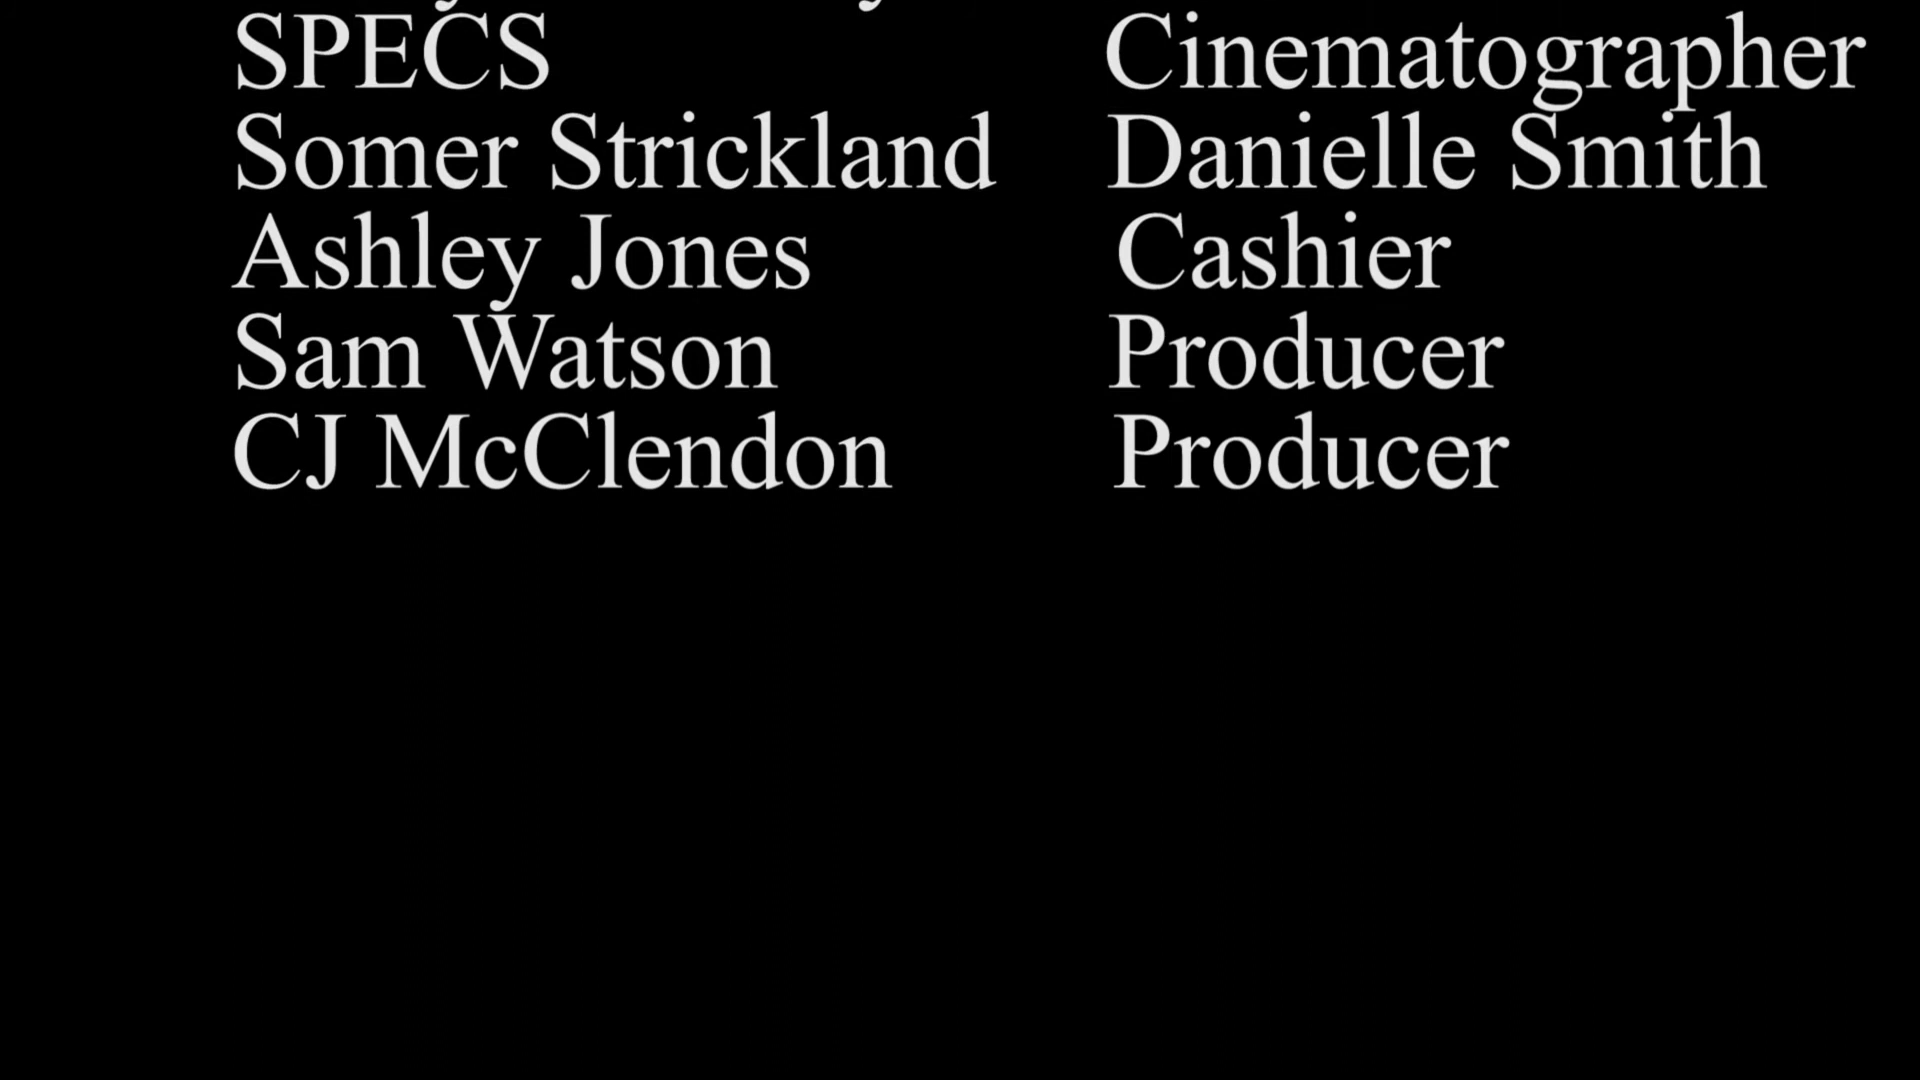 SPECS Cinematographer
Somer Strickland Danielle Smith
Ashley Jones Cashier
Sam Watson Producer
CJ McClendon Producer